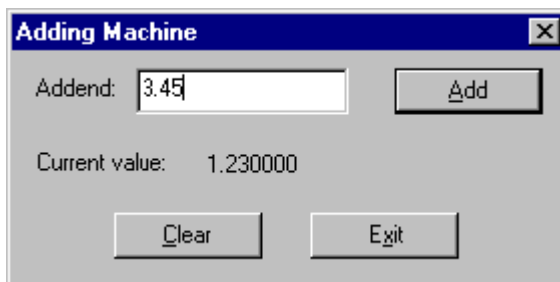 Adding Machine
Addend: 3.45 Add
Current value: 1.230000
Clear Exit